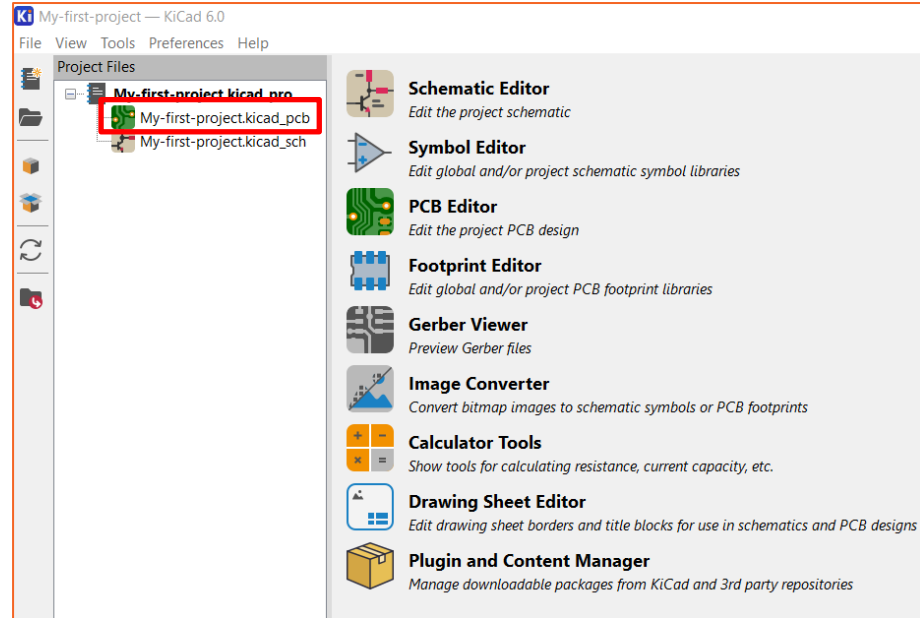 Ki My-first-project — KiCad 6.0
File View Tools Preferences Help
Project Files
My-first-project.kicad_pro
My-first-project.kicad_pcb
My-first-project.kicad_sch
Schematic Editor
Edit the project schematic
Symbol Editor
Edit global and/or project schematic symbol libraries
PCB Editor
Edit the project PCB design
Footprint Editor
Edit global and/or project PCB footprint libraries
Gerber Viewer
Preview Gerber files
Image Converter
Convert bitmap images to schematic symbols or PCB footprints
Calculator Tools
Show tools for calculating resistance, current capacity, etc.
Drawing Sheet Editor
Edit drawing sheet borders and title blocks for use in schematics and PCB designs
Plugin and Content Manager
Manage downloadable packages from KiCad and 3rd party repositories